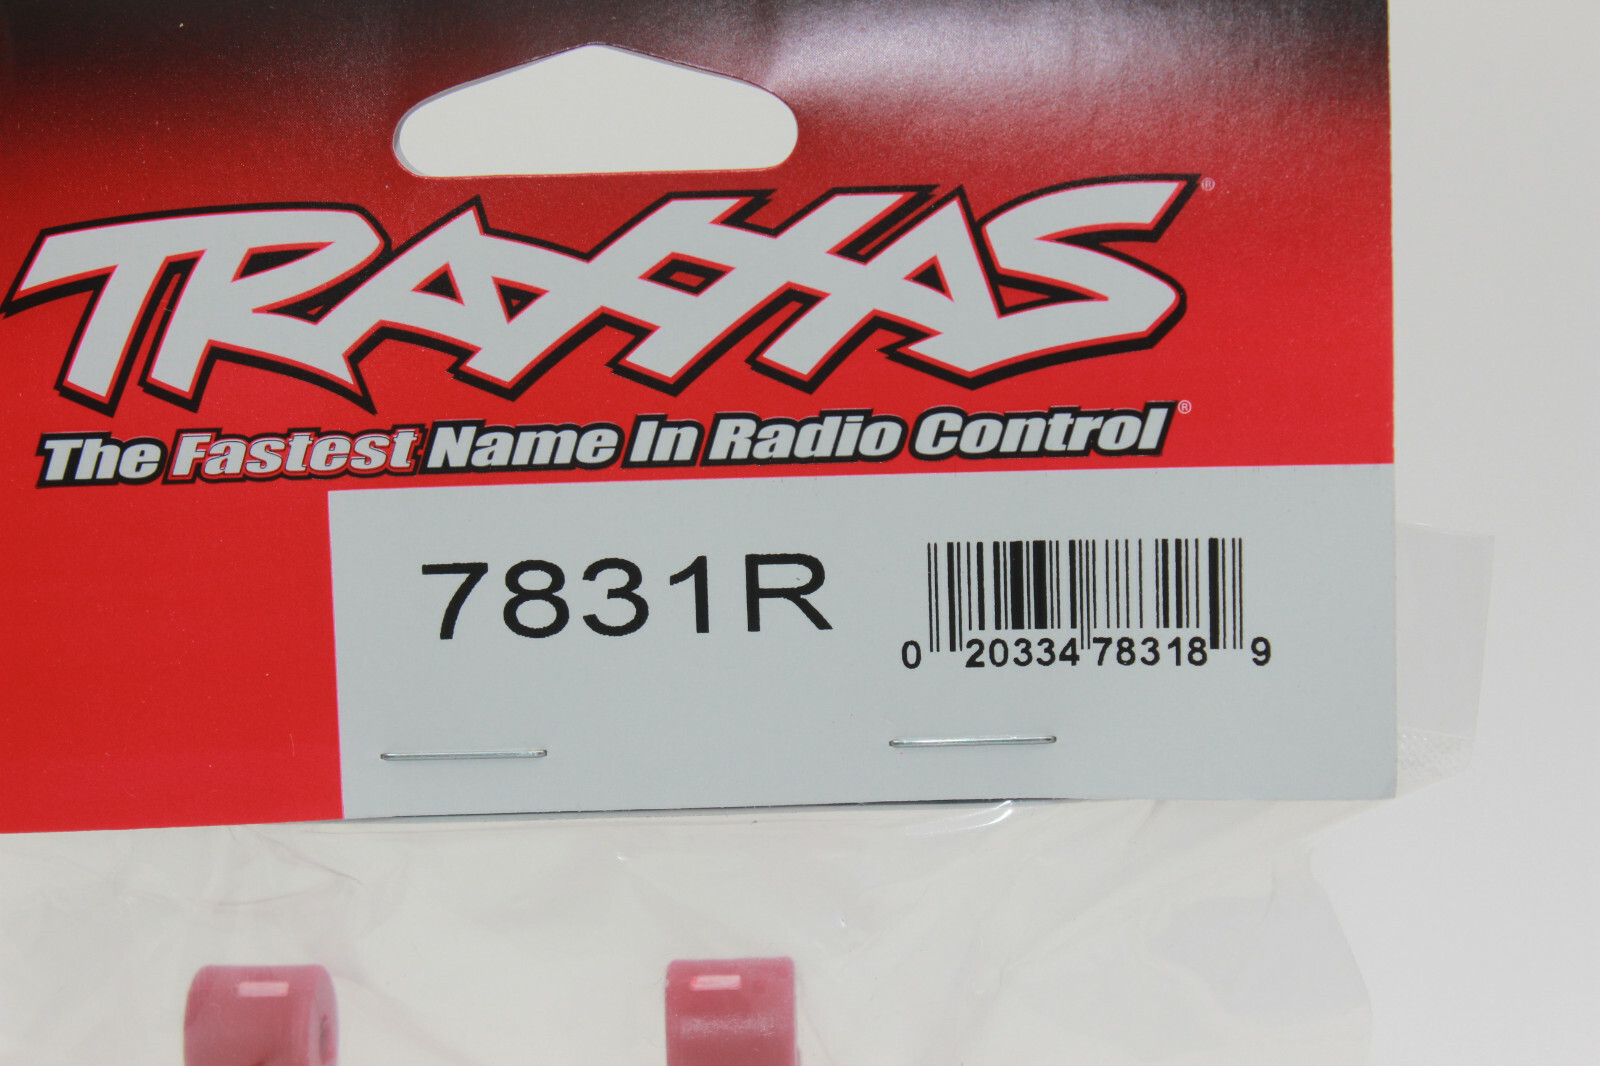 TRAXXAS®
The Fastest Name In Radio Control®
7831R
0 20334 78318 9